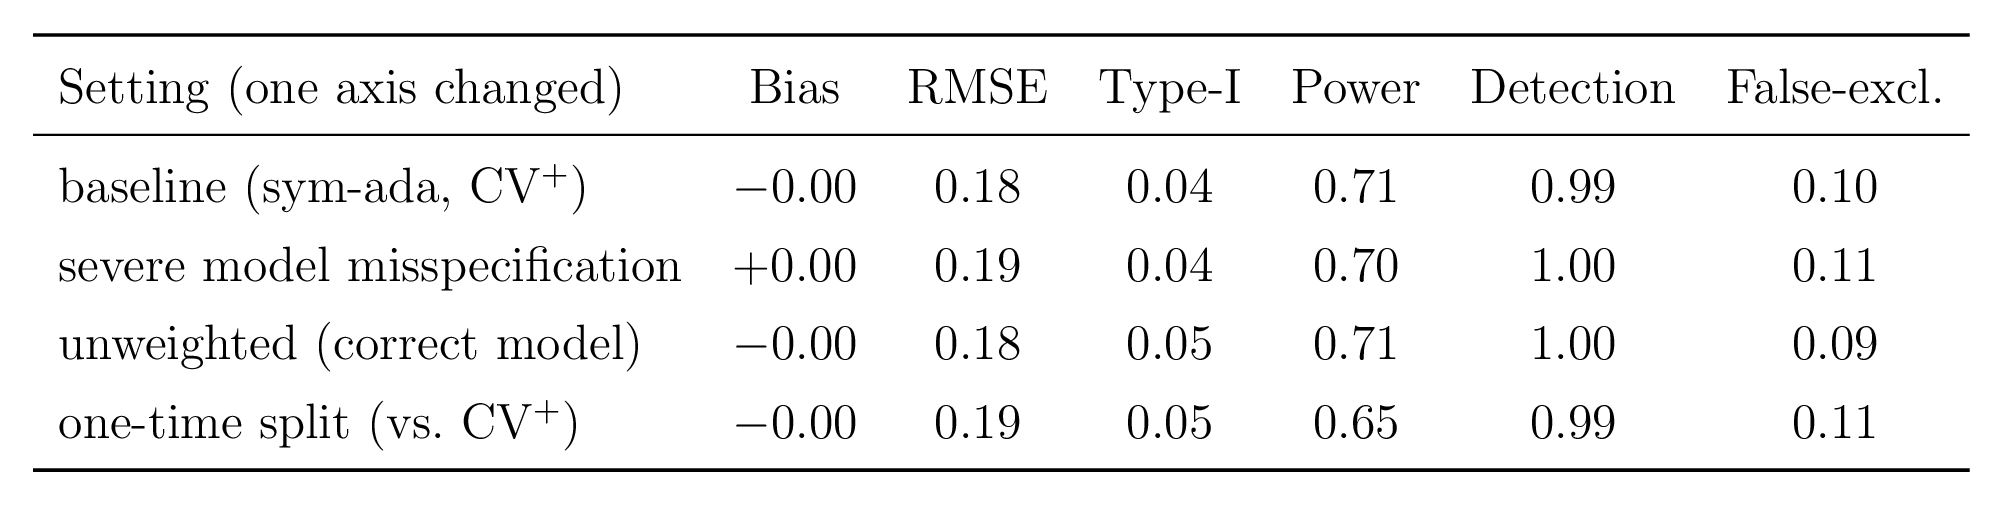 Setting (one axis changed) Bias RMSE Type-I Power Detection False-excl.
baseline (sym-ada, CV⁺) −0.00 0.18 0.04 0.71 0.99 0.10
severe model misspecification +0.00 0.19 0.04 0.70 1.00 0.11
unweighted (correct model) −0.00 0.18 0.05 0.71 1.00 0.09
one-time split (vs. CV⁺) −0.00 0.19 0.05 0.65 0.99 0.11